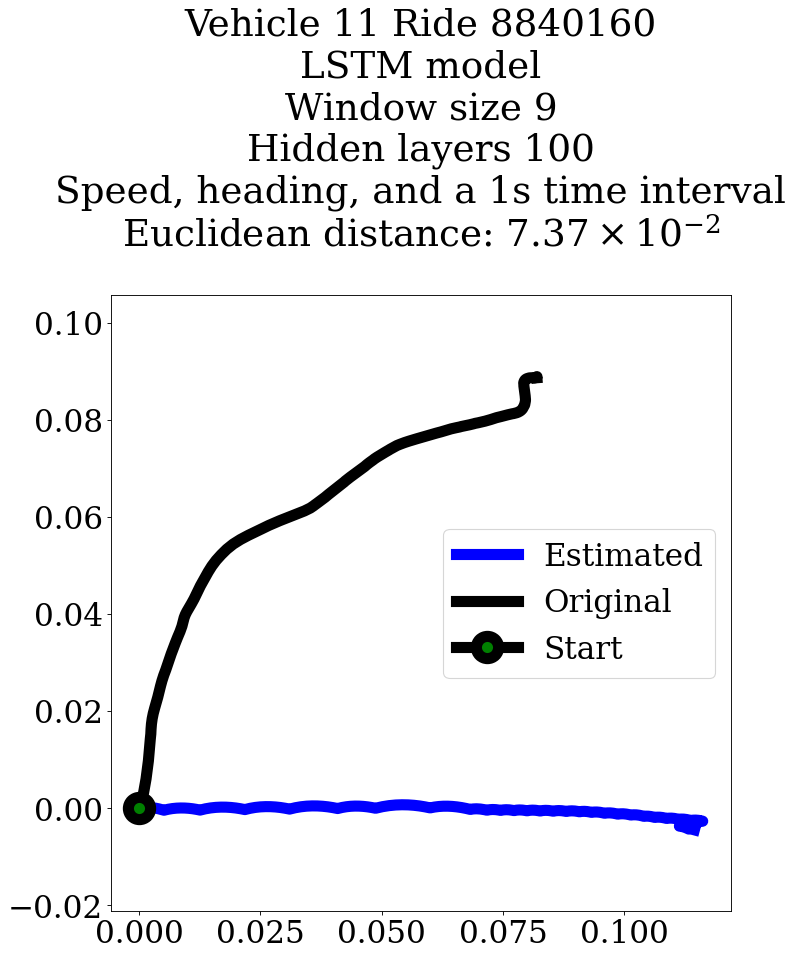 Vehicle 11 Ride 8840160
LSTM model
Window size 9
Hidden layers 100
Speed, heading, and a 1s time interval
Euclidean distance: 7.37 × 10⁻²
0.10
0.08
0.06
0.04
0.02
0.00
−0.02
Estimated
Original
Start
0.000 0.025 0.050 0.075 0.100